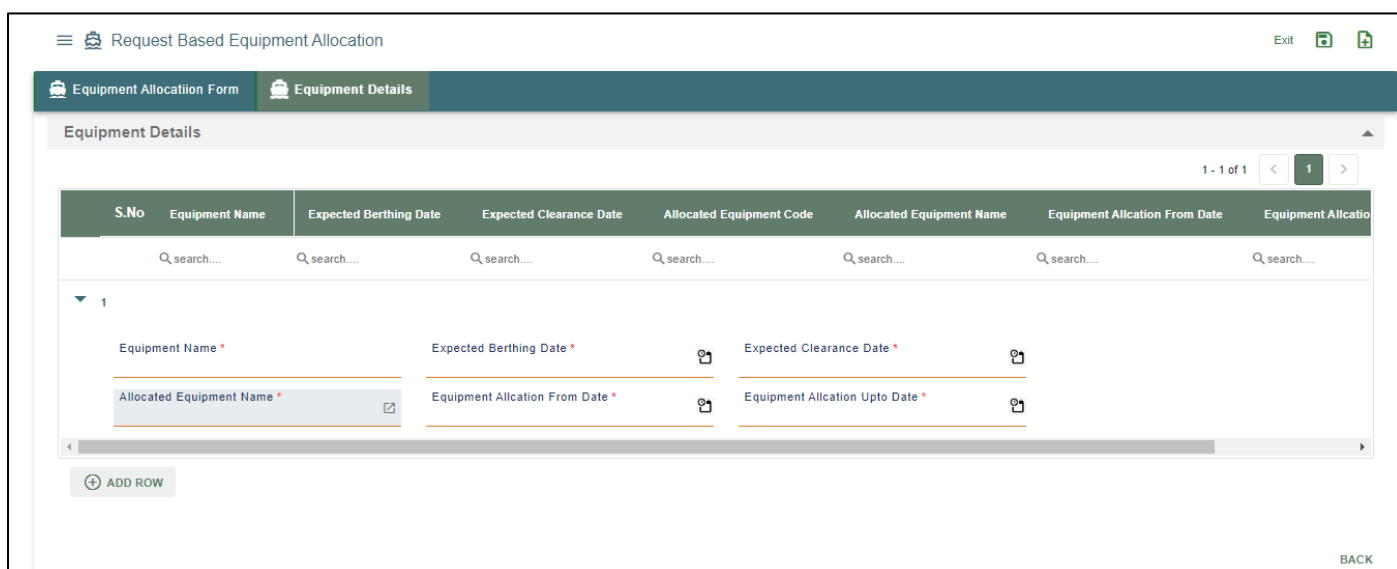 Request Based Equipment Allocation
Exit
Equipment Allocatiion Form Equipment Details
Equipment Details
1 - 1 of 1 < 1 >
S.No Equipment Name Expected Berthing Date Expected Clearance Date Allocated Equipment Code Allocated Equipment Name Equipment Allcation From Date Equipment Allcatio
search.... search.... search.... search.... search.... search.... search....
1
Equipment Name * Expected Berthing Date * Expected Clearance Date *
Allocated Equipment Name * Equipment Allcation From Date * Equipment Allcation Upto Date *
ADD ROW
BACK